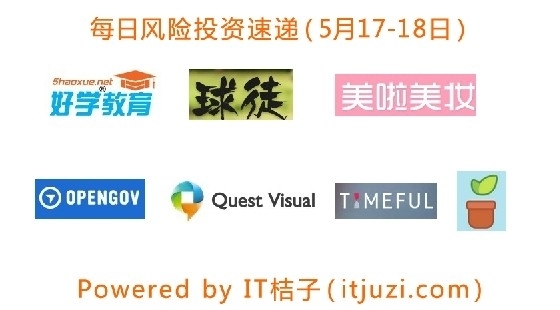 每日风险投资速递(5月17-18日)
5haoxue.net
好学教育
球徒
美啦美妆
OPENGOV
Quest Visual
TIMEFUL
Powered by IT桔子(itjuzi.com)